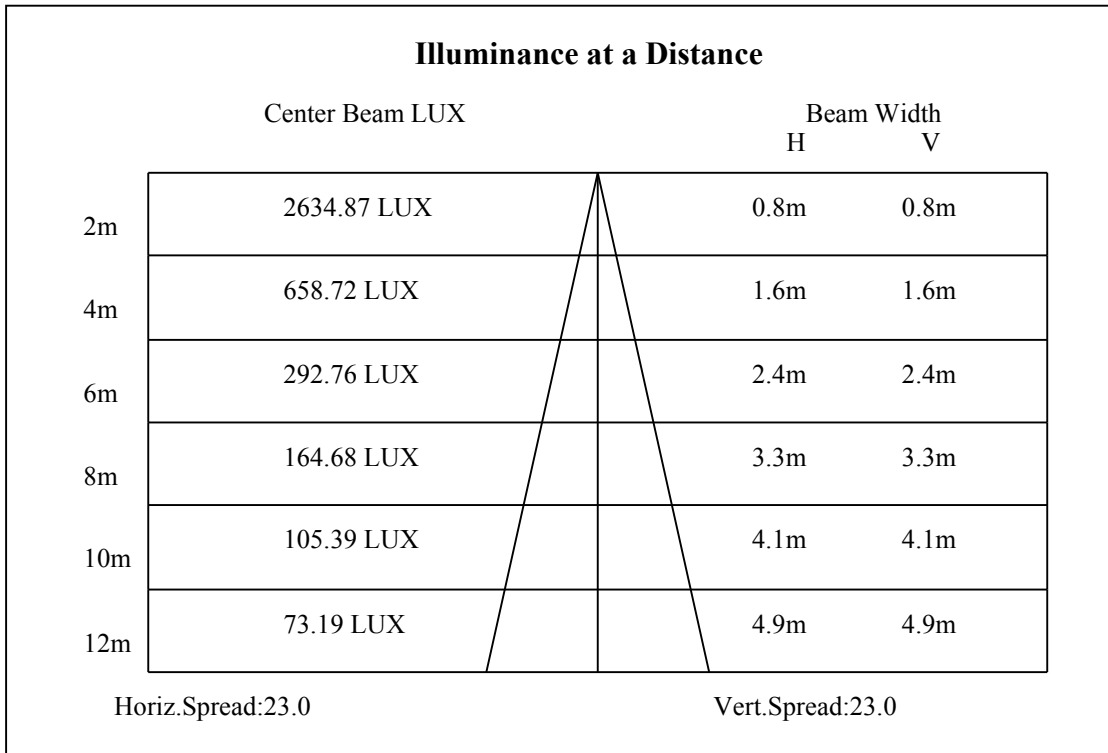 Illuminance at a Distance
Center Beam LUX Beam Width
H V
2m 2634.87 LUX 0.8m 0.8m
4m 658.72 LUX 1.6m 1.6m
6m 292.76 LUX 2.4m 2.4m
8m 164.68 LUX 3.3m 3.3m
10m 105.39 LUX 4.1m 4.1m
12m 73.19 LUX 4.9m 4.9m
Horiz.Spread:23.0 Vert.Spread:23.0